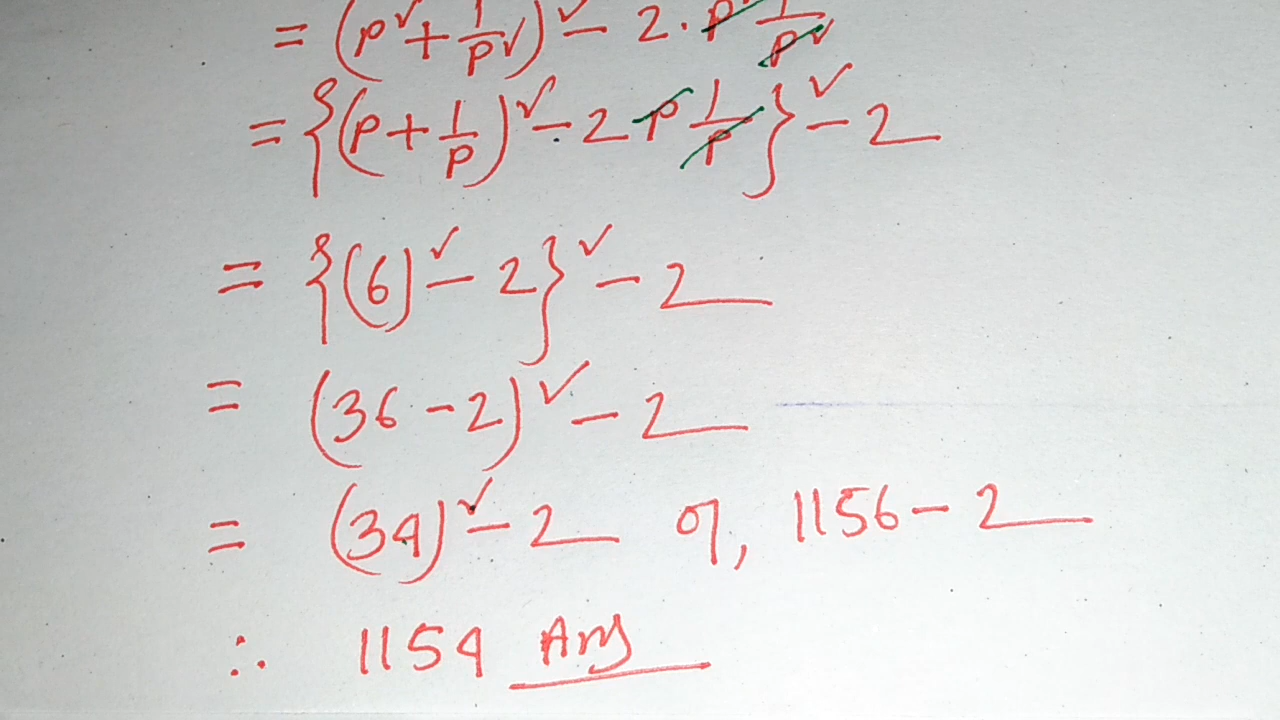 = (p² + 1/p²)² - 2 · p² 1/p²
= {(p + 1/p)² - 2 p 1/p}² - 2
= {(6)² - 2}² - 2
= (36 - 2)² - 2
= (34)² - 2 or, 1156 - 2
∴ 1154 Ans